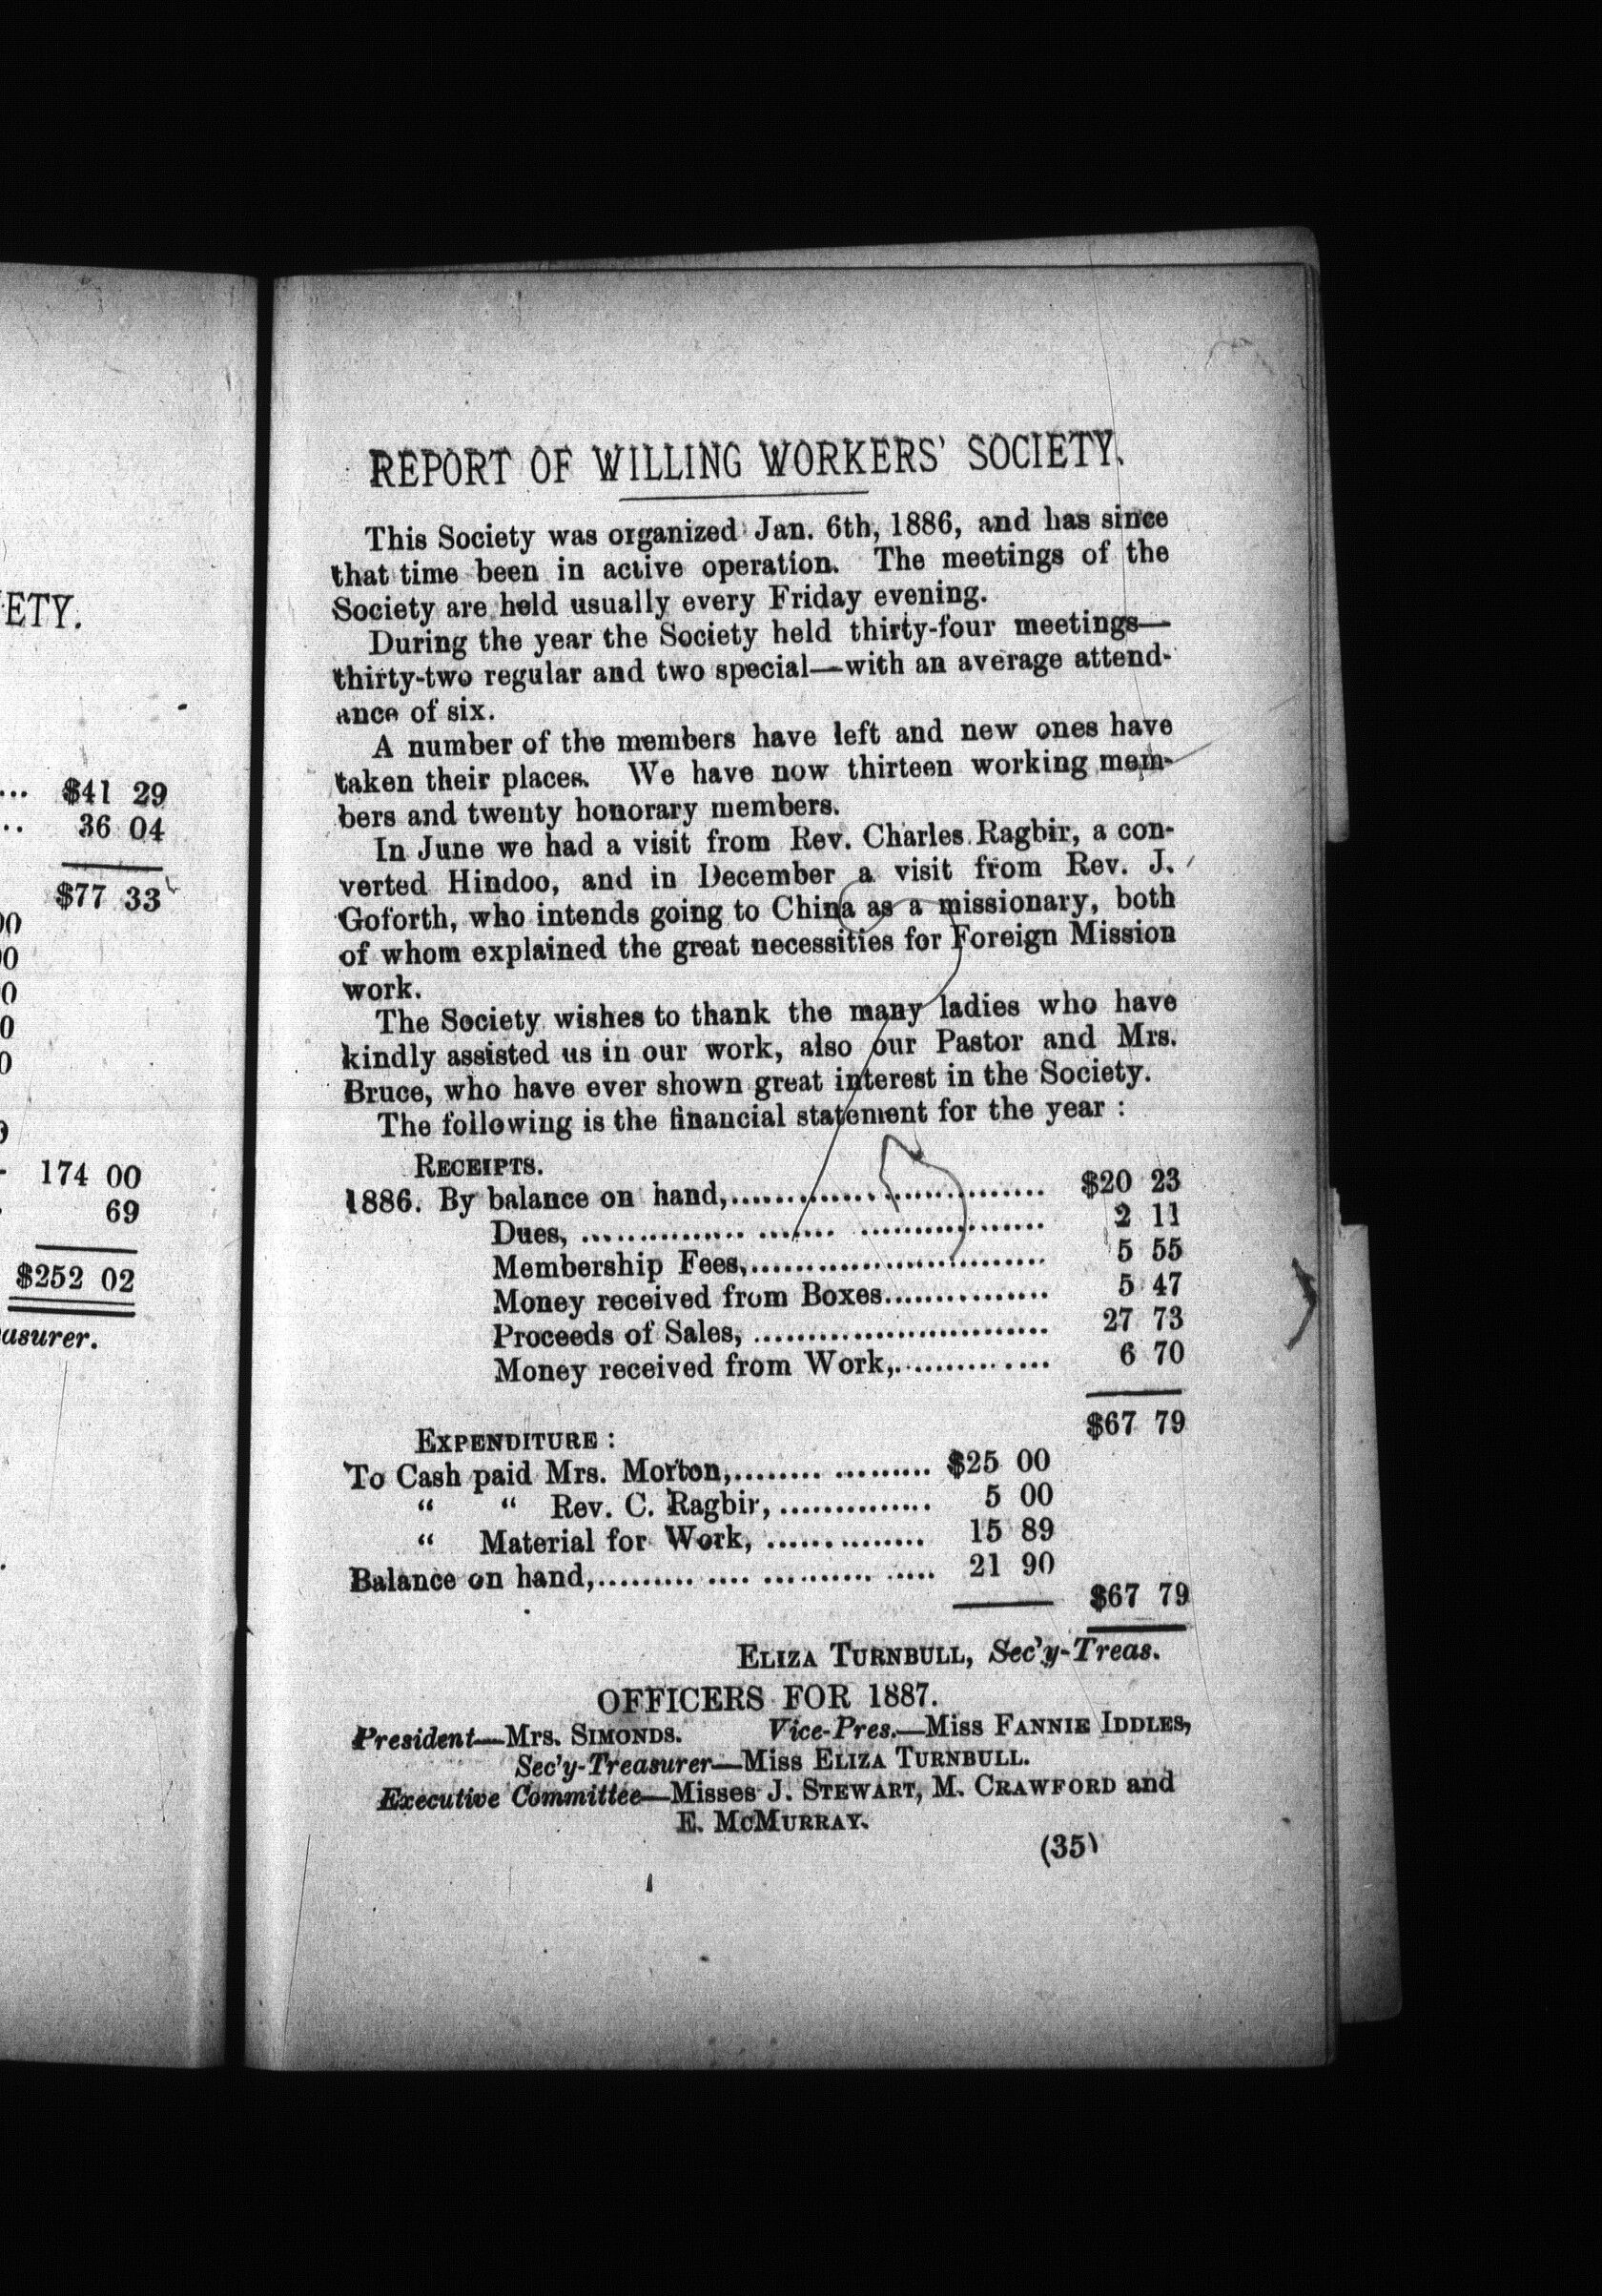 ETY.
$41 29
36 04
$77 33
174 00
69
$252 02
asurer.
REPORT OF WILLING WORKERS' SOCIETY.
This Society was organized Jan. 6th, 1886, and has since
that time been in active operation. The meetings of the
Society are held usually every Friday evening.
During the year the Society held thirty-four meetings—
thirty-two regular and two special—with an average attend-
ance of six.
A number of the members have left and new ones have
taken their places. We have now thirteen working mem-
bers and twenty honorary members.
In June we had a visit from Rev. Charles Ragbir, a con-
verted Hindoo, and in December a visit from Rev. J.
Goforth, who intends going to China as a missionary, both
of whom explained the great necessities for Foreign Mission
work.
The Society wishes to thank the many ladies who have
kindly assisted us in our work, also our Pastor and Mrs.
Bruce, who have ever shown great interest in the Society.
The following is the financial statement for the year :
RECEIPTS.
1886. By balance on hand,.............................. $20 23
Dues, .............................. 2 11
Membership Fees,.............................. 5 55
Money received from Boxes............... 5 47
Proceeds of Sales, .......................... 27 73
Money received from Work,.............. 6 70
$67 79
EXPENDITURE :
To Cash paid Mrs. Morton,.................. $25 00
" " Rev. C. Ragbir, .............. 5 00
" Material for Work, .............. 15 89
Balance on hand,.............................. 21 90
$67 79
ELIZA TURNBULL, Sec'y-Treas.
OFFICERS FOR 1887.
President—Mrs. SIMONDS. Vice-Pres.—Miss FANNIE IDDLES,
Sec'y-Treasurer—Miss ELIZA TURNBULL.
Executive Committee—Misses J. STEWART, M. CRAWFORD and
E. MCMURRAY.
(35)